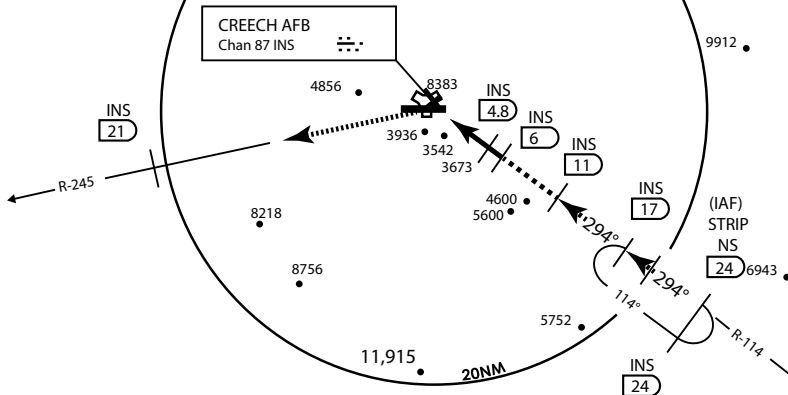 CREECH AFB
Chan 87 INS
9912
4856
8383
INS
21
INS
4.8
3936
3542
INS
6
3673
INS
11
R-245
4600
5600
INS
17
(IAF)
STRIP
NS
24
6943
8218
294°
8756
294°
114°
5752
R-114
11,915
20NM
INS
24